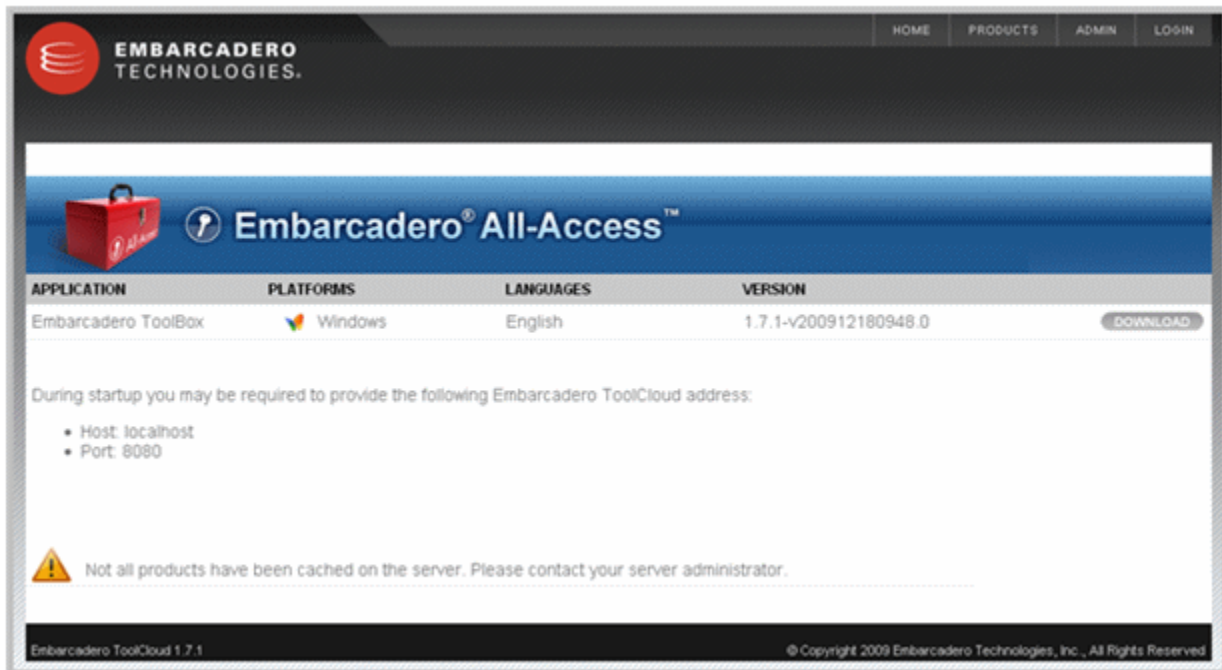 HOME PRODUCTS ADMIN LOGIN
EMBARCADERO
TECHNOLOGIES.
All-Access
Embarcadero® All-Access™
APPLICATION PLATFORMS LANGUAGES VERSION
Embarcadero ToolBox Windows English 1.7.1-v200912180948.0 DOWNLOAD
During startup you may be required to provide the following Embarcadero ToolCloud address:
• Host: localhost
• Port: 8080
Not all products have been cached on the server. Please contact your server administrator.
Embarcadero ToolCloud 1.7.1 © Copyright 2009 Embarcadero Technologies, Inc., All Rights Reserved